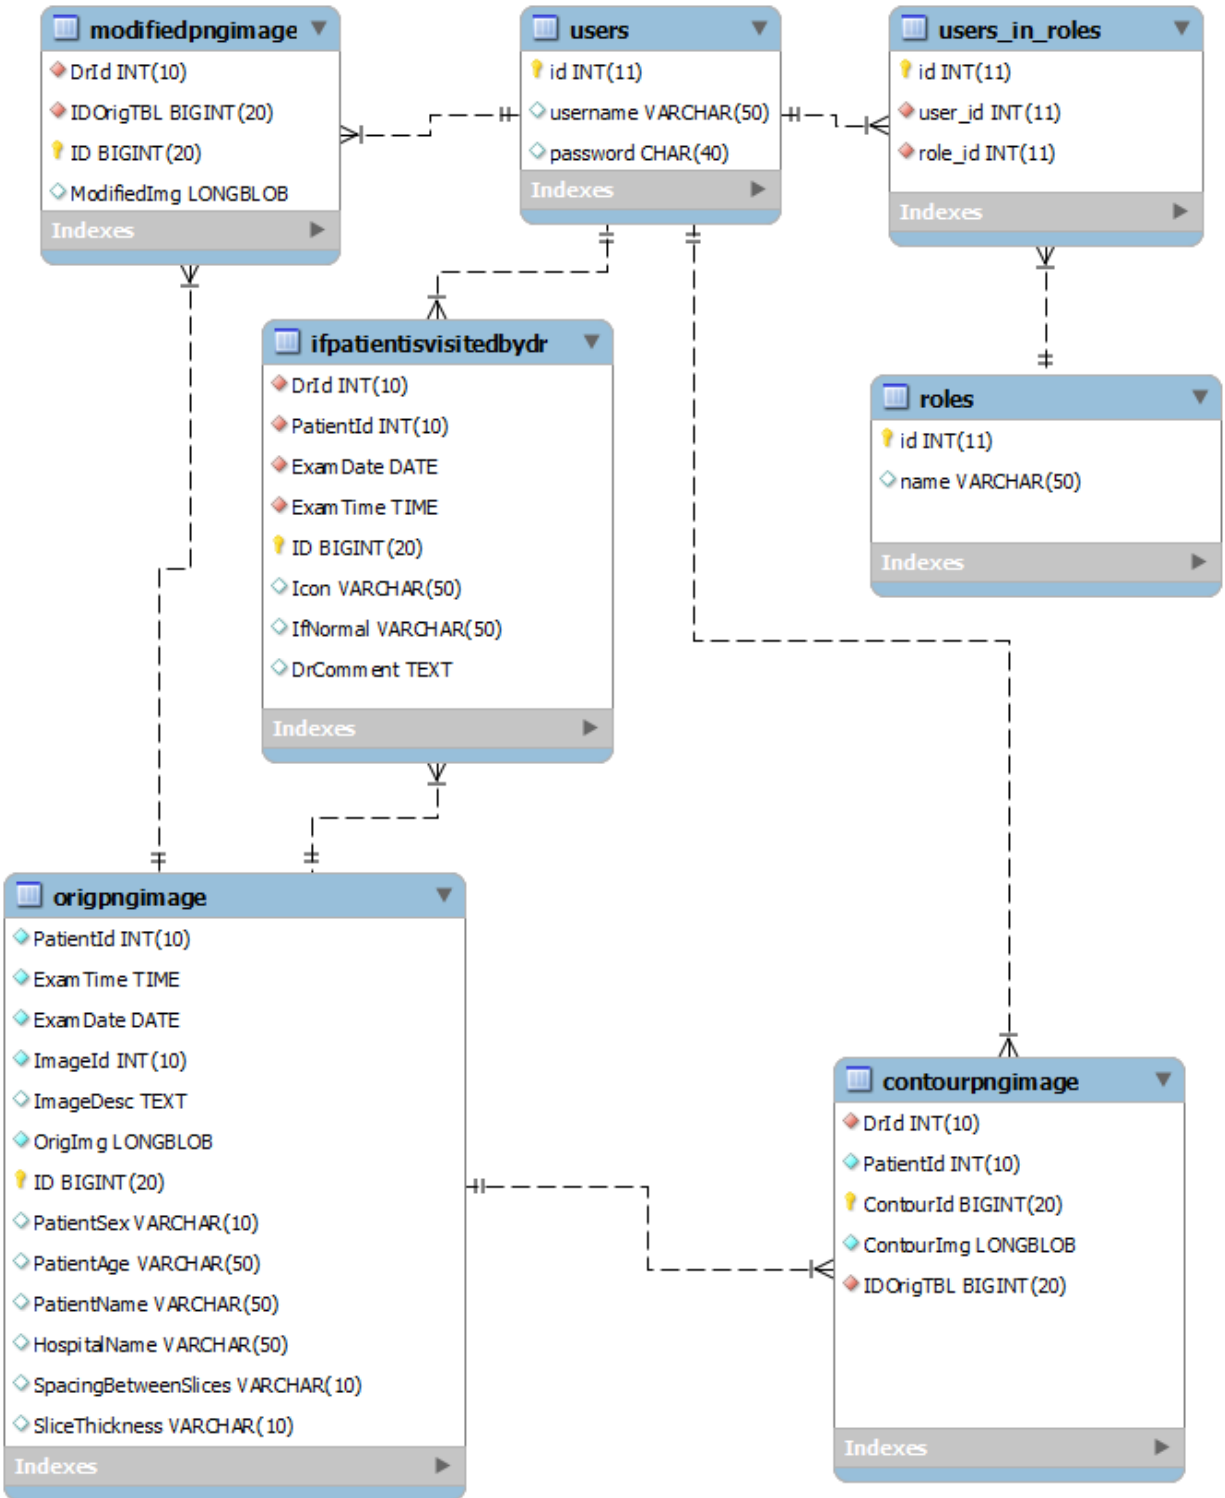 modifiedpngimage
DrId INT(10)
IDOrigTBL BIGINT(20)
ID BIGINT(20)
ModifiedImg LONGBLOB
Indexes
users
id INT(11)
username VARCHAR(50)
password CHAR(40)
Indexes
users_in_roles
id INT(11)
user_id INT(11)
role_id INT(11)
Indexes
ifpatientisvisitedbydr
DrId INT(10)
PatientId INT(10)
ExamDate DATE
ExamTime TIME
ID BIGINT(20)
Icon VARCHAR(50)
IfNormal VARCHAR(50)
DrComment TEXT
Indexes
roles
id INT(11)
name VARCHAR(50)
Indexes
origpngimage
PatientId INT(10)
ExamTime TIME
ExamDate DATE
ImageId INT(10)
ImageDesc TEXT
OrigImg LONGBLOB
ID BIGINT(20)
PatientSex VARCHAR(10)
PatientAge VARCHAR(50)
PatientName VARCHAR(50)
HospitalName VARCHAR(50)
SpacingBetweenSlices VARCHAR(10)
SliceThickness VARCHAR(10)
Indexes
contourpngimage
DrId INT(10)
PatientId INT(10)
ContourId BIGINT(20)
ContourImg LONGBLOB
IDOrigTBL BIGINT(20)
Indexes